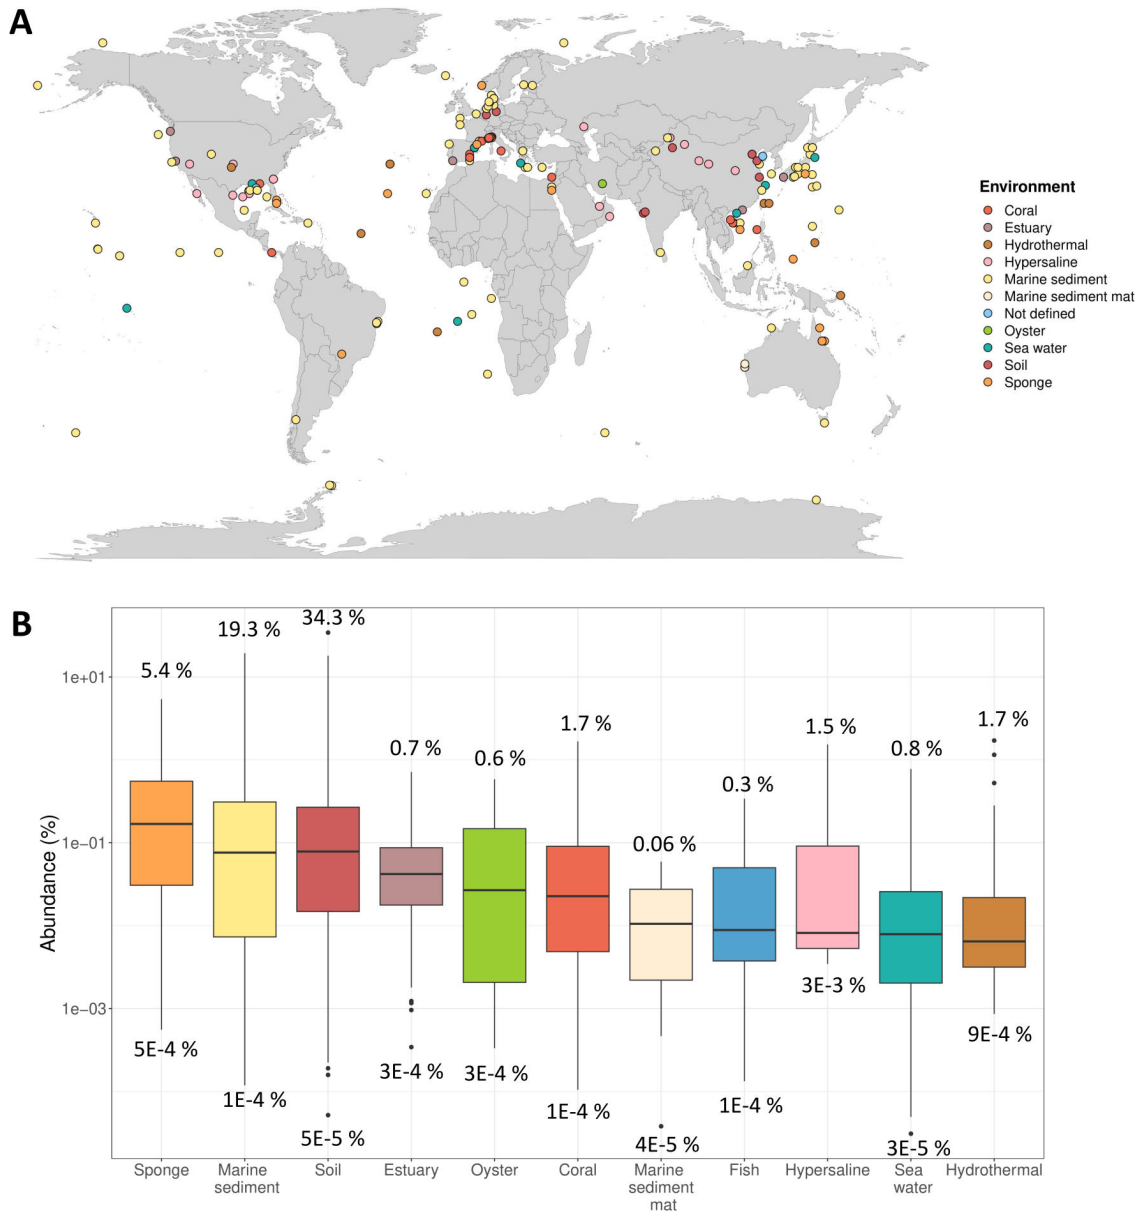 A
Environment
Coral
Estuary
Hydrothermal
Hypersaline
Marine sediment
Marine sediment mat
Not defined
Oyster
Sea water
Soil
Sponge
B
Abundance (%)
1e+01
1e−01
1e−03
5.4 %
19.3 %
34.3 %
0.7 %
0.6 %
1.7 %
0.06 %
0.3 %
1.5 %
0.8 %
1.7 %
5E-4 %
1E-4 %
5E-5 %
3E-4 %
3E-4 %
1E-4 %
4E-5 %
1E-4 %
3E-3 %
3E-5 %
9E-4 %
Sponge
Marine
sediment
Soil
Estuary
Oyster
Coral
Marine
sediment
mat
Fish
Hypersaline
Sea
water
Hydrothermal